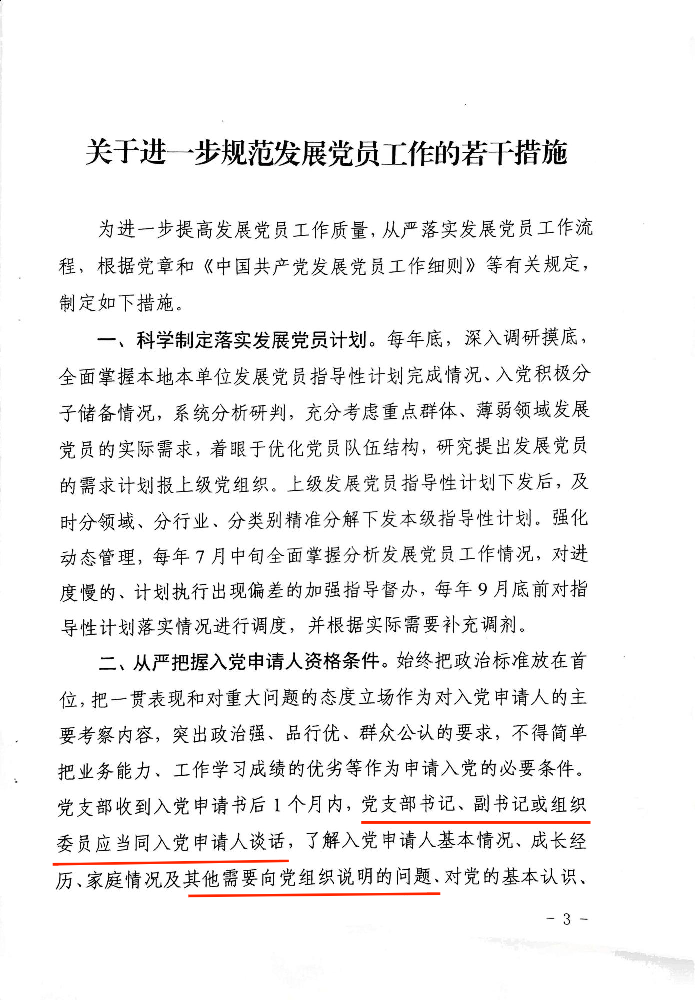 关于进一步规范发展党员工作的若干措施
为进一步提高发展党员工作质量，从严落实发展党员工作流
程，根据党章和《中国共产党发展党员工作细则》等有关规定，
制定如下措施。
一、科学制定落实发展党员计划。每年底，深入调研摸底，
全面掌握本地本单位发展党员指导性计划完成情况、入党积极分
子储备情况，系统分析研判，充分考虑重点群体、薄弱领域发展
党员的实际需求，着眼于优化党员队伍结构，研究提出发展党员
的需求计划报上级党组织。上级发展党员指导性计划下发后，及
时分领域、分行业、分类别精准分解下发本级指导性计划。强化
动态管理，每年7月中旬全面掌握分析发展党员工作情况，对进
度慢的、计划执行出现偏差的加强指导督办，每年9月底前对指
导性计划落实情况进行调度，并根据实际需要补充调剂。
二、从严把握入党申请人资格条件。始终把政治标准放在首
位，把一贯表现和对重大问题的态度立场作为对入党申请人的主
要考察内容，突出政治强、品行优、群众公认的要求，不得简单
把业务能力、工作学习成绩的优劣等作为申请入党的必要条件。
党支部收到入党申请书后1个月内，党支部书记、副书记或组织
委员应当同入党申请人谈话，了解入党申请人基本情况、成长经
历、家庭情况及其他需要向党组织说明的问题、对党的基本认识、
- 3 -